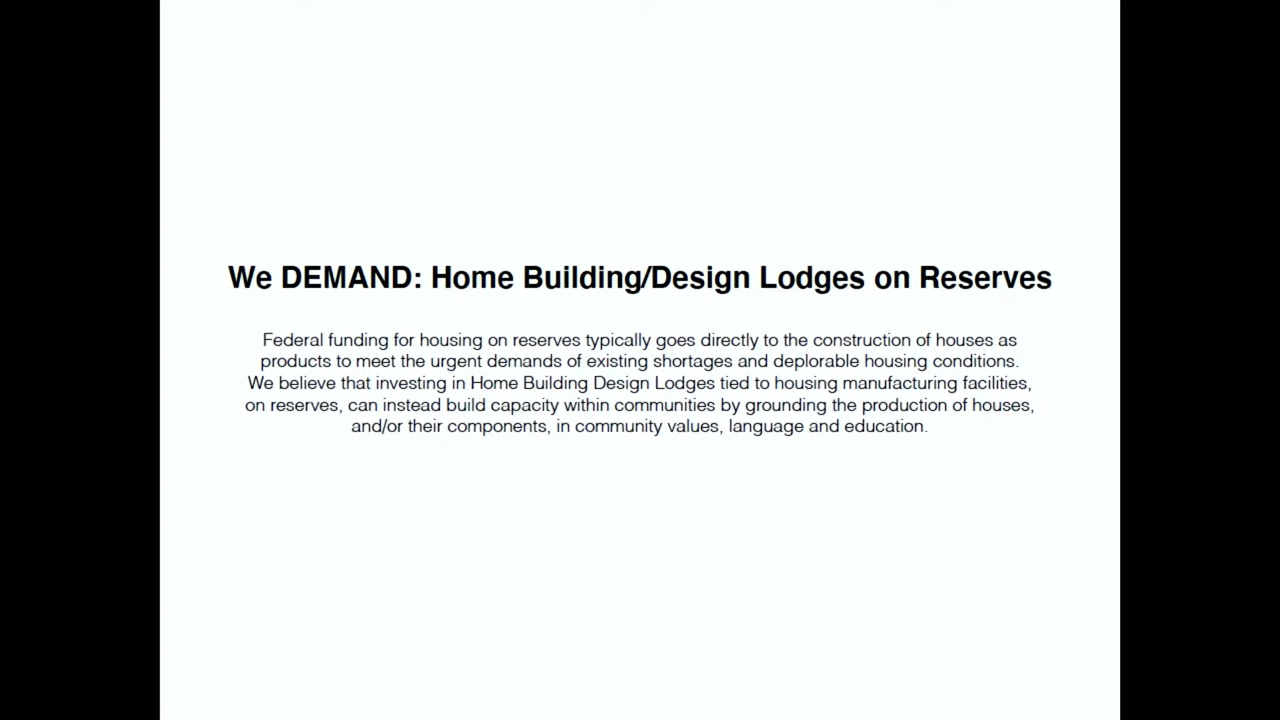 We DEMAND: Home Building/Design Lodges on Reserves
Federal funding for housing on reserves typically goes directly to the construction of houses as
products to meet the urgent demands of existing shortages and deplorable housing conditions.
We believe that investing in Home Building Design Lodges tied to housing manufacturing facilities,
on reserves, can instead build capacity within communities by grounding the production of houses,
and/or their components, in community values, language and education.